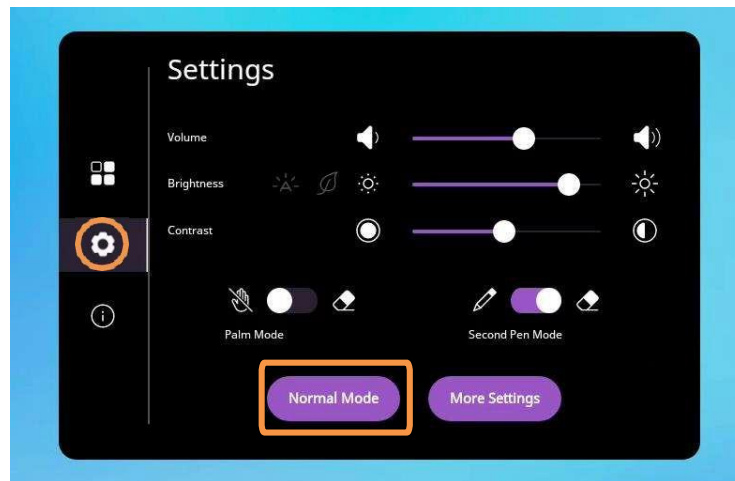 Settings
Volume
Brightness
Contrast
Palm Mode
Second Pen Mode
Normal Mode
More Settings